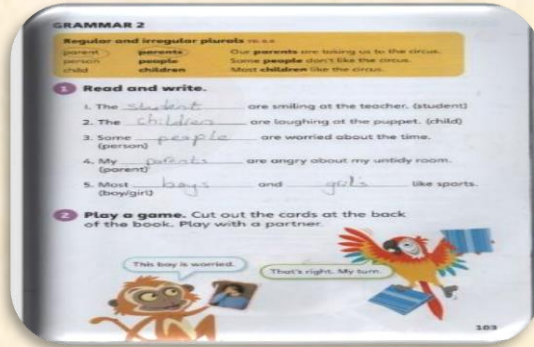 GRAMMAR 2
Regular and irregular plurals
parent parents Our parents are taking us to the circus.
person people Some people don't like the circus.
child children Most children like the circus.
1 Read and write.
1. The student are smiling at the teacher. (student)
2. The children are laughing at the puppet. (child)
3. Some people are worried about the time.
(person)
4. My parents are angry about my untidy room.
(parent)
5. Most boys and girls like sports.
(boy/girl)
2 Play a game. Cut out the cards at the back
of the book. Play with a partner.
This boy is worried.
That's right. My turn.
103